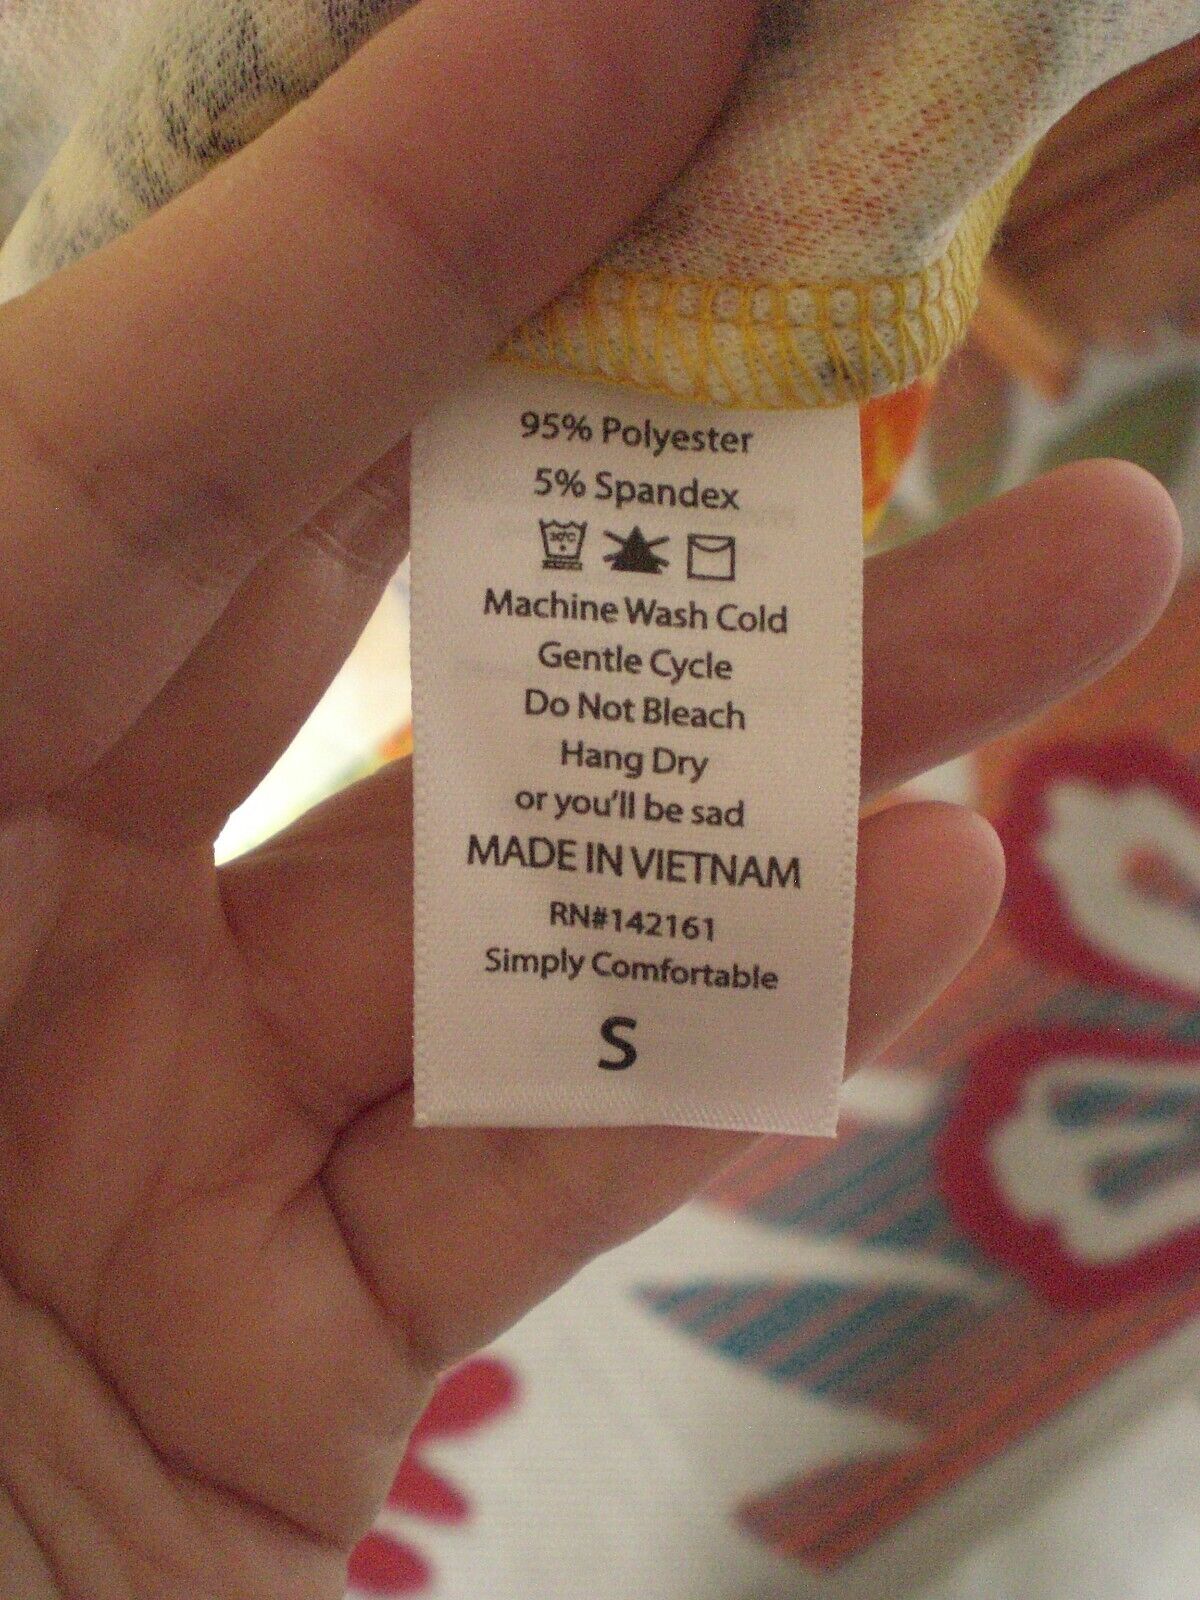 95% Polyester
5% Spandex
30°C
Machine Wash Cold
Gentle Cycle
Do Not Bleach
Hang Dry
or you'll be sad
MADE IN VIETNAM
RN#142161
Simply Comfortable
S